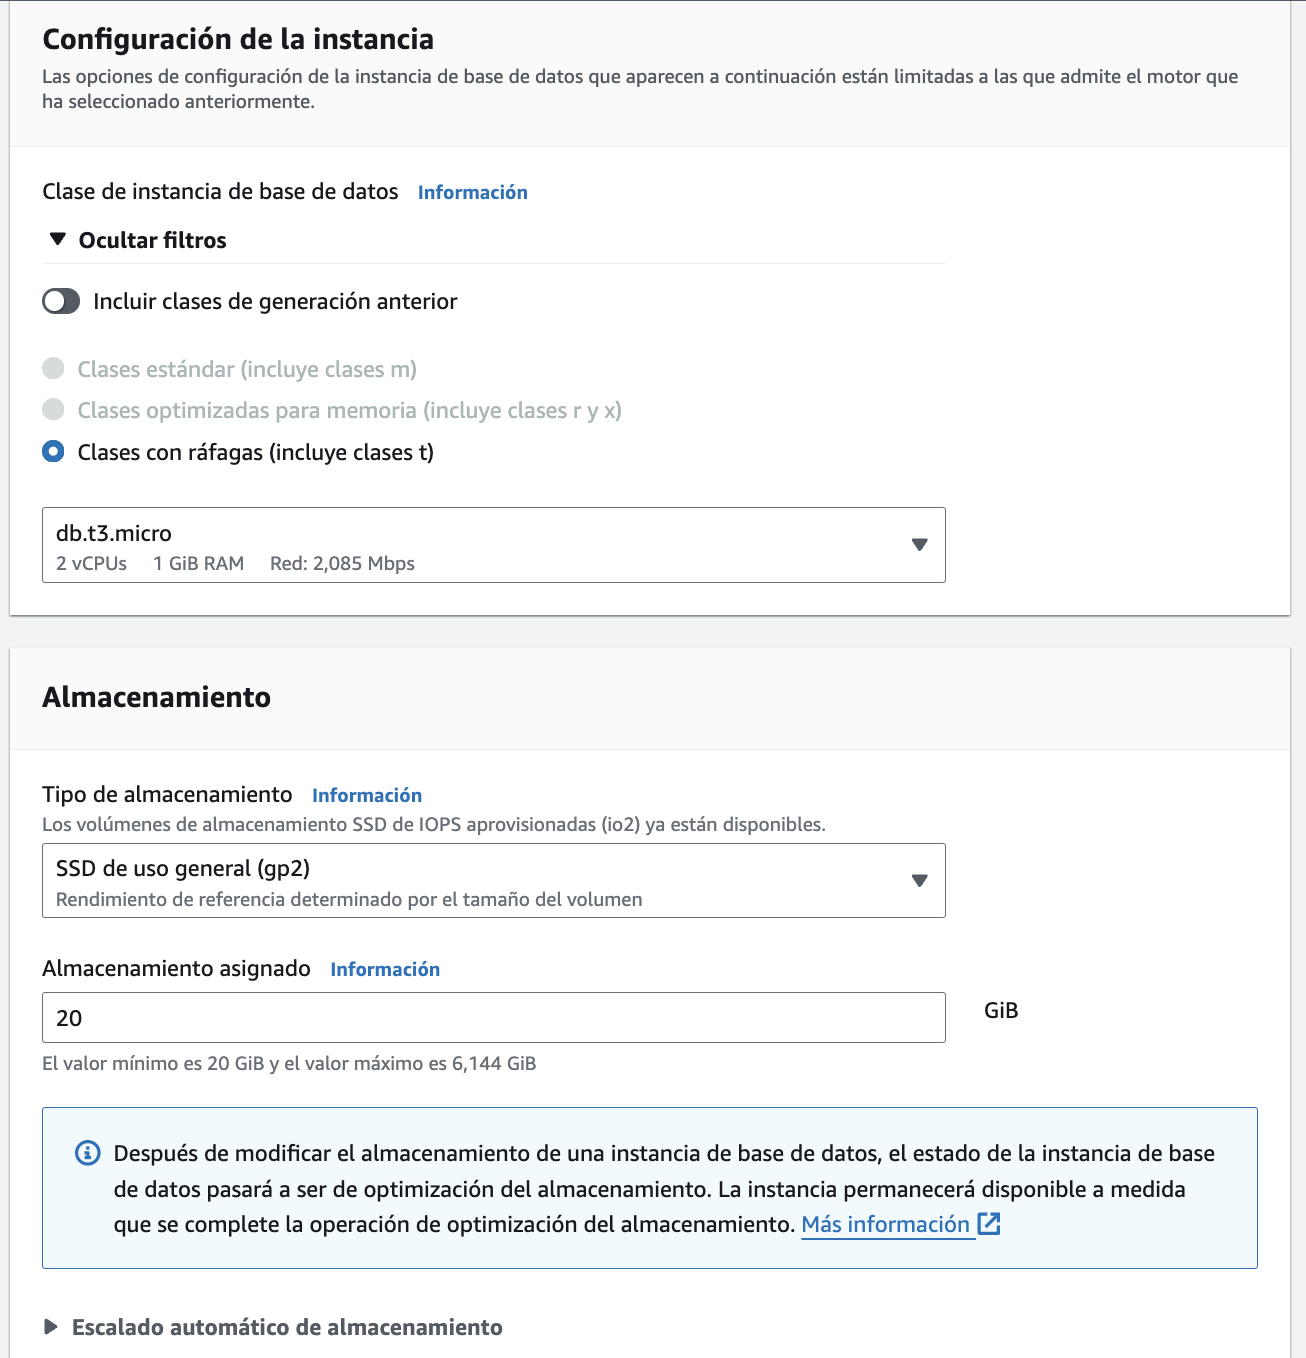 Configuración de la instancia
Las opciones de configuración de la instancia de base de datos que aparecen a continuación están limitadas a las que admite el motor que
ha seleccionado anteriormente.
Clase de instancia de base de datos Información
Ocultar filtros
Incluir clases de generación anterior
Clases estándar (incluye clases m)
Clases optimizadas para memoria (incluye clases r y x)
Clases con ráfagas (incluye clases t)
db.t3.micro
2 vCPUs 1 GiB RAM Red: 2,085 Mbps
Almacenamiento
Tipo de almacenamiento Información
Los volúmenes de almacenamiento SSD de IOPS aprovisionadas (io2) ya están disponibles.
SSD de uso general (gp2)
Rendimiento de referencia determinado por el tamaño del volumen
Almacenamiento asignado Información
20
GiB
El valor mínimo es 20 GiB y el valor máximo es 6,144 GiB
Después de modificar el almacenamiento de una instancia de base de datos, el estado de la instancia de base
de datos pasará a ser de optimización del almacenamiento. La instancia permanecerá disponible a medida
que se complete la operación de optimización del almacenamiento. Más información
Escalado automático de almacenamiento